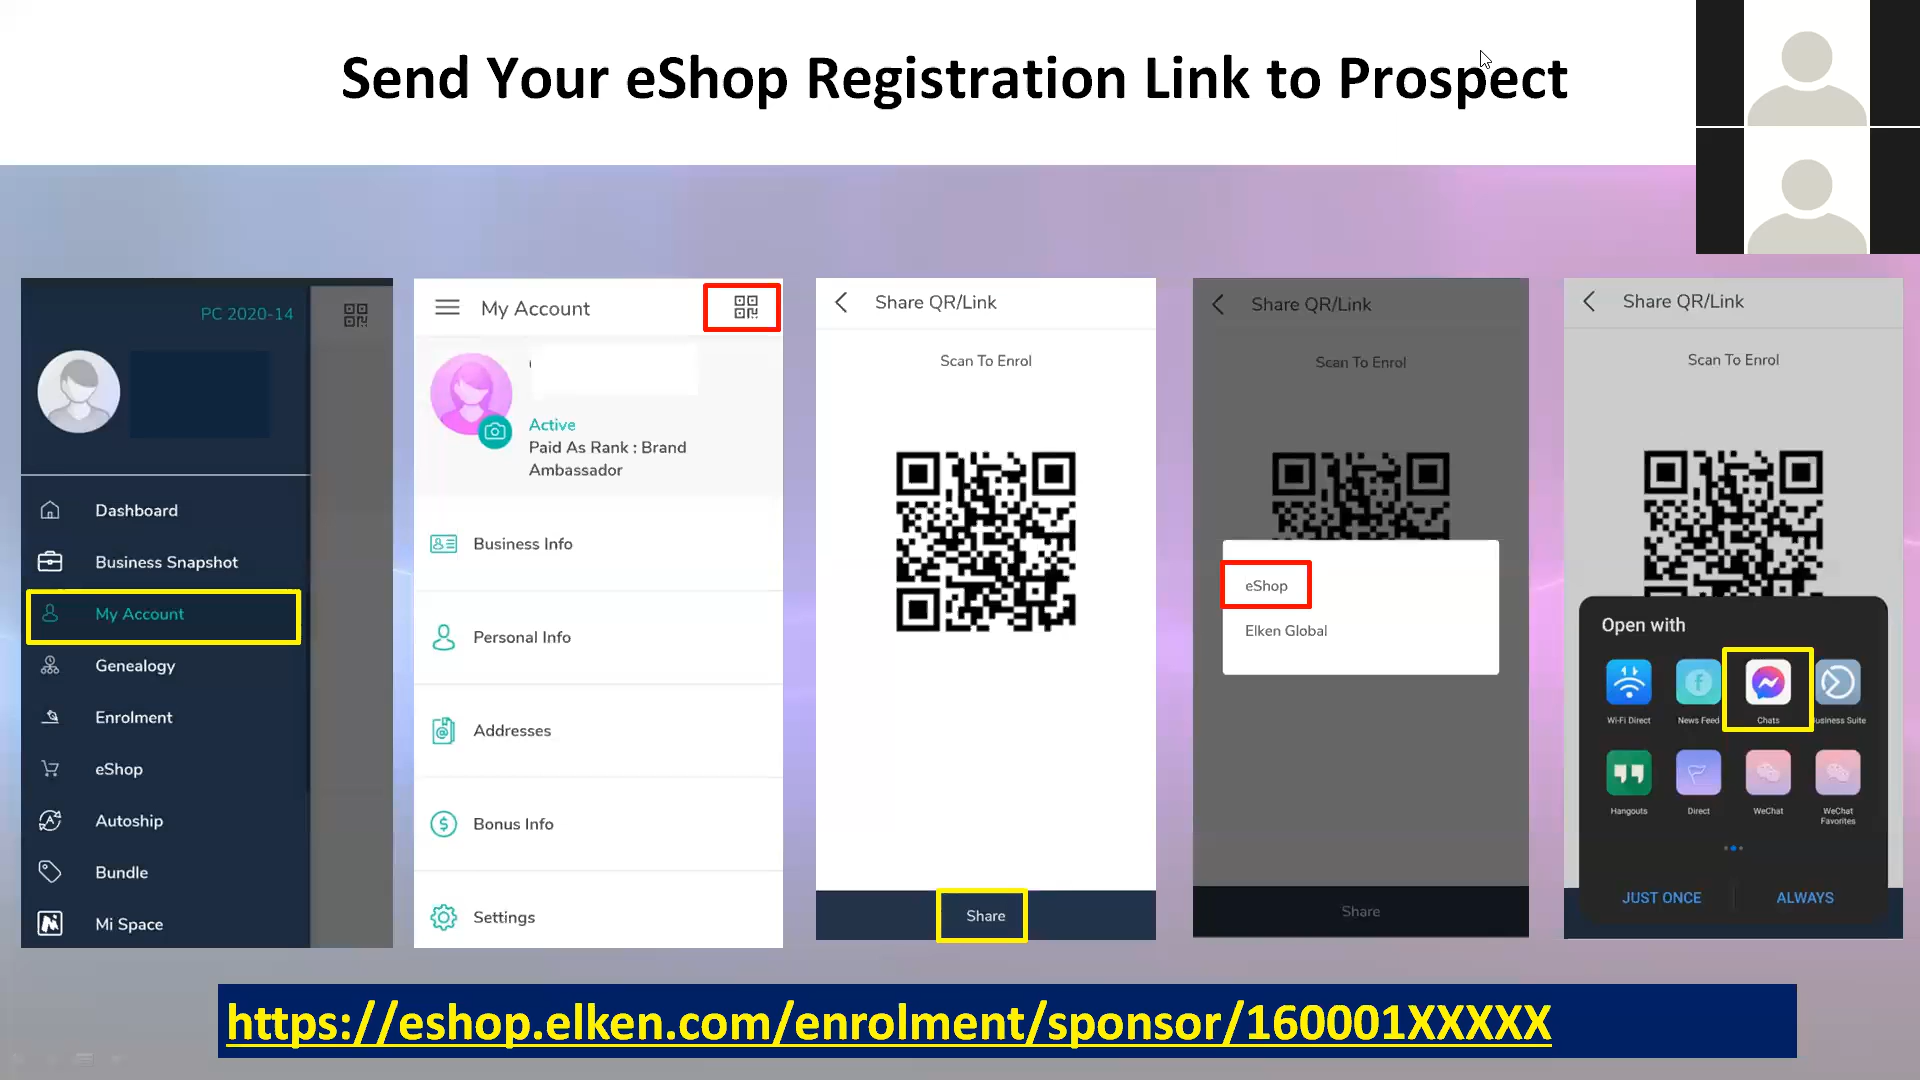 Send Your eShop Registration Link to Prospect
PC 2020-14
Dashboard
Business Snapshot
My Account
Genealogy
Enrolment
eShop
Autoship
Bundle
Mi Space
My Account
Active
Paid As Rank : Brand
Ambassador
Business Info
Personal Info
Addresses
Bonus Info
Settings
Share QR/Link
Scan To Enrol
Share
Share QR/Link
Scan To Enrol
eShop
Elken Global
Share
Share QR/Link
Scan To Enrol
Open with
Wi-Fi Direct
News Feed
Chats
usiness Suite
Hangouts
Direct
WeChat
WeChat
Favorites
JUST ONCE
ALWAYS
https://eshop.elken.com/enrolment/sponsor/160001XXXXX